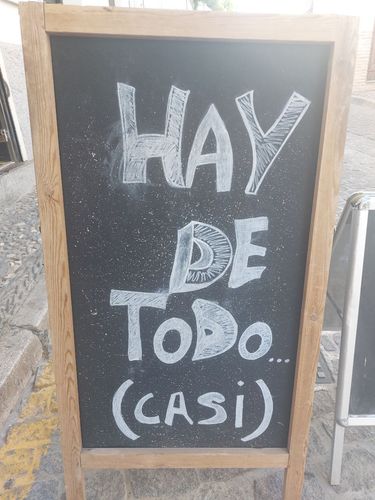 HAY
DE
TODO...
(CASi)